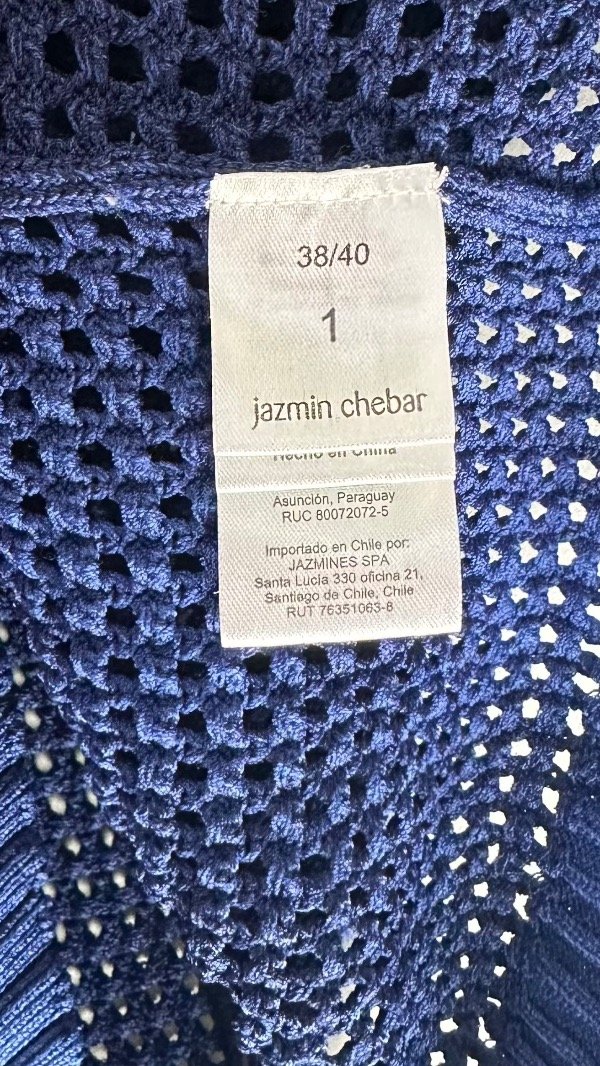 38/40
1
jazmin chebar
Hecho en China
Asunción, Paraguay
RUC 80072072-5
Importado en Chile por:
JAZMINES SPA
Santa Lucía 330 oficina 21,
Santiago de Chile, Chile
RUT 76351063-8